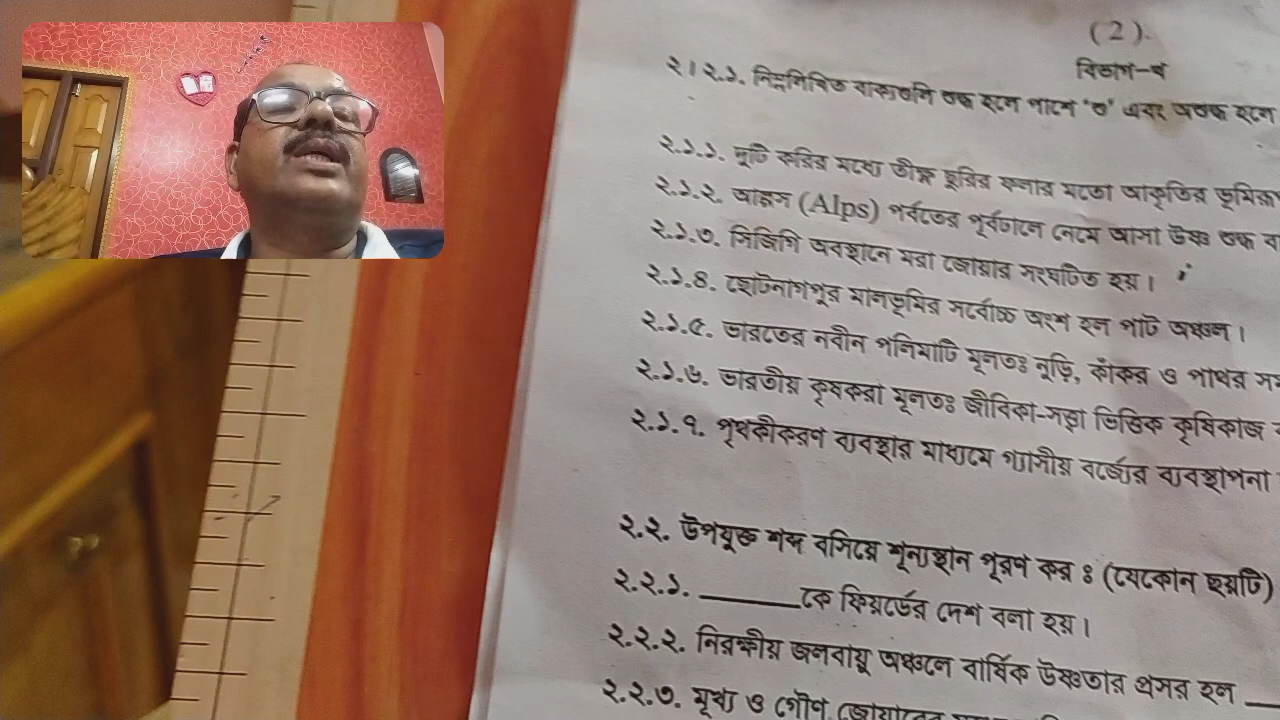 (2).
বিভাগ-খ
২। ২.১. নিম্নলিখিত বাক্যগুলি শুদ্ধ হলে পাশে 'শু' এবং অশুদ্ধ হলে
২.১.১. দুটি করির মধ্যে তীক্ষ্ণ ছুরির ফলার মতো আকৃতির
২.১.২. আল্পস (Alps) পর্বতের পূর্বঢালে নেমে আসা উষ্ণ শুষ্ক
২.১.৩. সিজিগি অবস্থানে মরা জোয়ার সংঘটিত হয়।
২.১.৪. ছোটনাগপুর মালভূমির সর্বোচ্চ অংশ হল পাট অঞ্চল।
২.১.৫. ভারতের নবীন পলিমাটি মূলতঃ নুড়ি, কাঁকর ও পাথর
২.১.৬. ভারতীয় কৃষকরা মূলতঃ জীবিকা-সত্ত্বা ভিত্তিক কৃষিকাজ
২.১.৭. পৃথকীকরণ ব্যবস্থার মাধ্যমে গ্যাসীয় বর্জ্যের ব্যবস্থাপনা
২.২. উপযুক্ত শব্দ বসিয়ে শূন্যস্থান পূরণ কর : (যেকোন ছয়টি)
২.২.১. ______কে ফিয়র্ডের দেশ বলা হয়।
২.২.২. নিরক্ষীয় জলবায়ু অঞ্চলে বার্ষিক উষ্ণতার প্রসর হল __
২.২.৩. মুখ্য ও গৌণ জোয়ারের